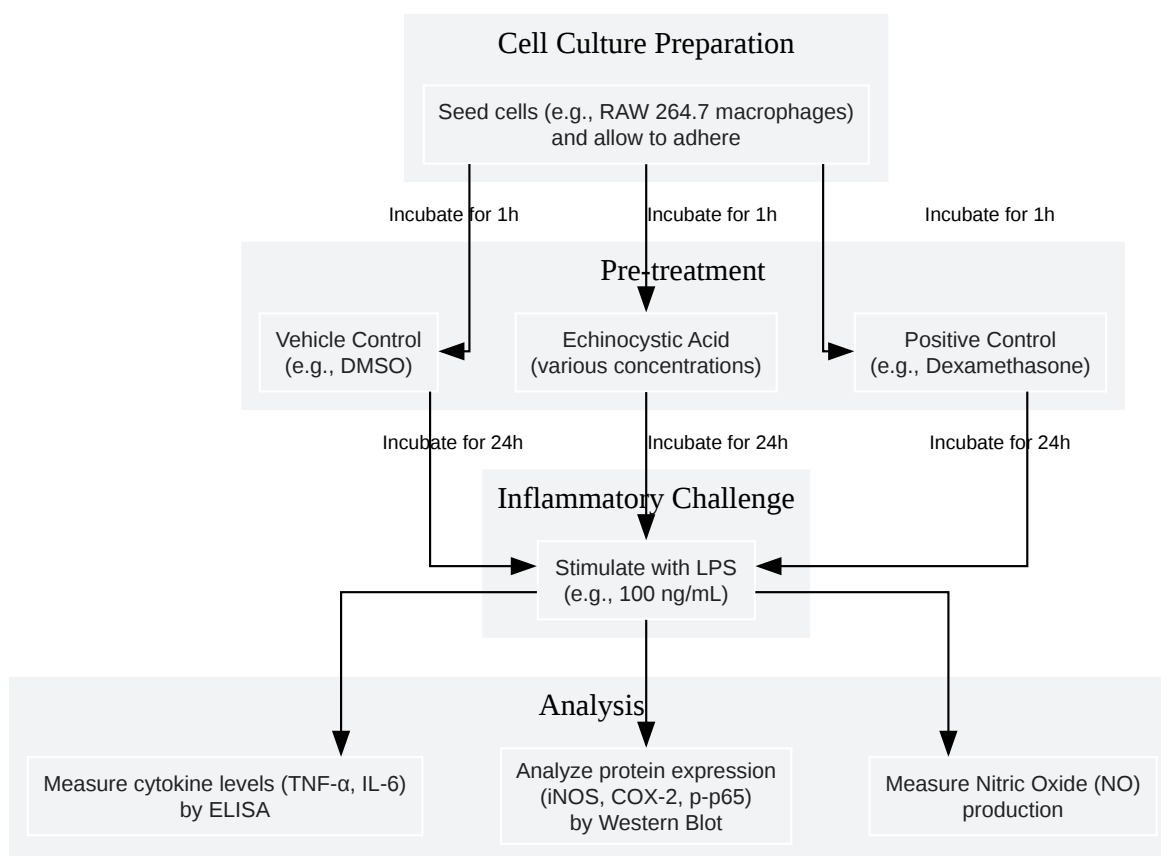 Cell Culture Preparation
Seed cells (e.g., RAW 264.7 macrophages)
and allow to adhere
Incubate for 1h
Incubate for 1h
Incubate for 1h
Pre-treatment
Vehicle Control
(e.g., DMSO)
Echinocystic Acid
(various concentrations)
Positive Control
(e.g., Dexamethasone)
Incubate for 24h
Incubate for 24h
Incubate for 24h
Inflammatory Challenge
Stimulate with LPS
(e.g., 100 ng/mL)
Analysis
Measure cytokine levels (TNF-α, IL-6)
by ELISA
Analyze protein expression
(iNOS, COX-2, p-p65)
by Western Blot
Measure Nitric Oxide (NO)
production